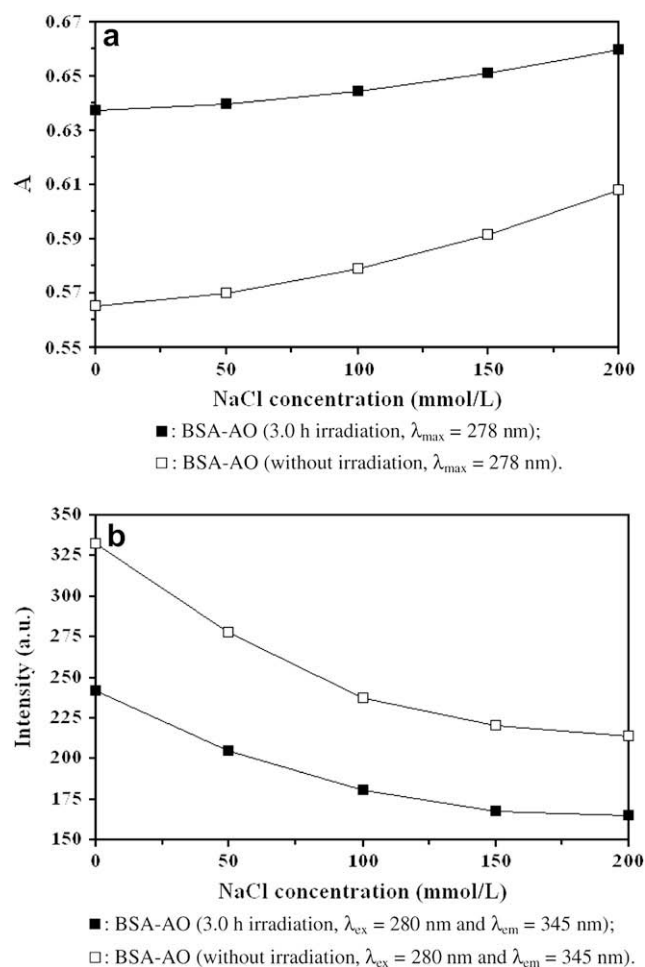 a
0.67
0.65
0.63
0.61
0.59
0.57
0.55
A
0 50 100 150 200
NaCl concentration (mmol/L)
■: BSA-AO (3.0 h irradiation, λmax = 278 nm);
□: BSA-AO (without irradiation, λmax = 278 nm).
b
350
325
300
275
250
225
200
175
150
Intensity (a.u.)
0 50 100 150 200
NaCl concentration (mmol/L)
■: BSA-AO (3.0 h irradiation, λex = 280 nm and λem = 345 nm);
□: BSA-AO (without irradiation, λex = 280 nm and λem = 345 nm).